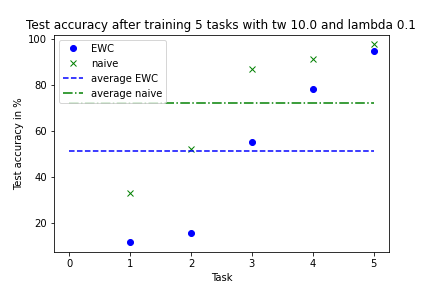 Test accuracy after training 5 tasks with tw 10.0 and lambda 0.1
100
80
60
40
20
Test accuracy in %
EWC
naive
average EWC
average naive
0 1 2 3 4 5
Task